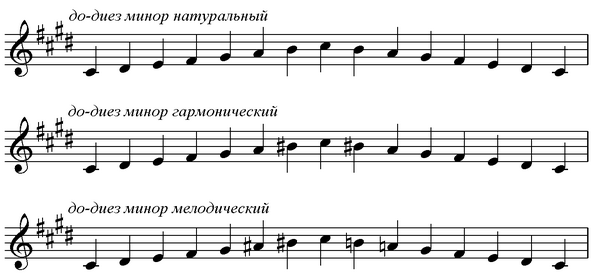 до-диез минор натуральный
до-диез минор гармонический
до-диез минор мелодический